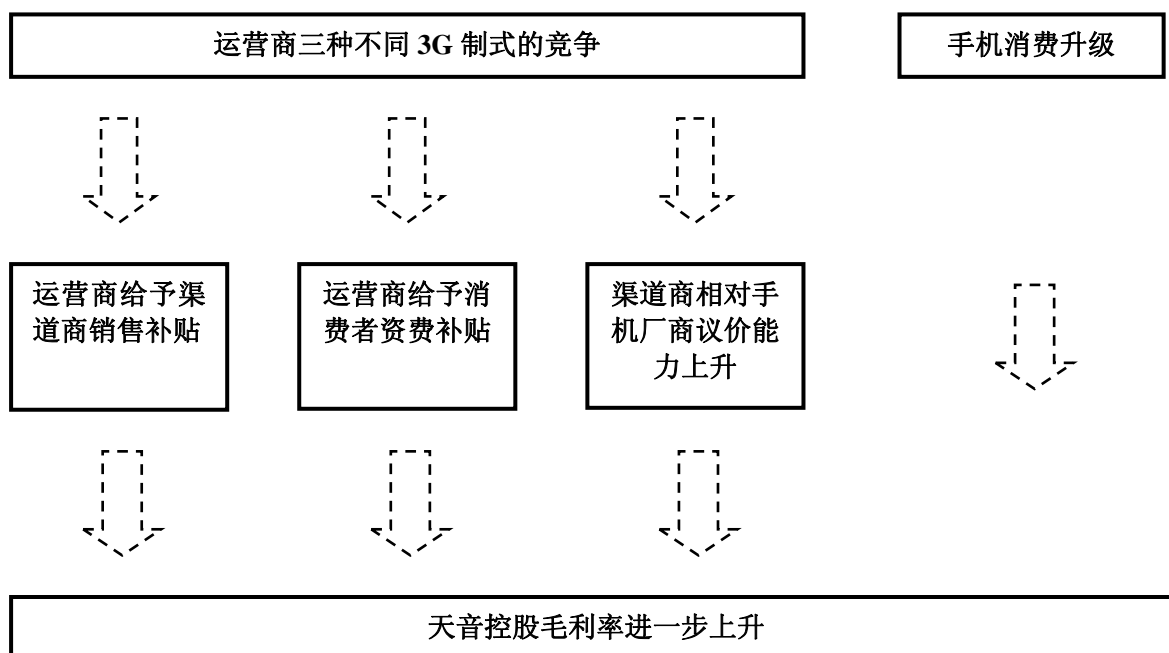 运营商三种不同 3G 制式的竞争
手机消费升级
运营商给予渠
道商销售补贴
运营商给予消
费者资费补贴
渠道商相对手
机厂商议价能
力上升
天音控股毛利率进一步上升